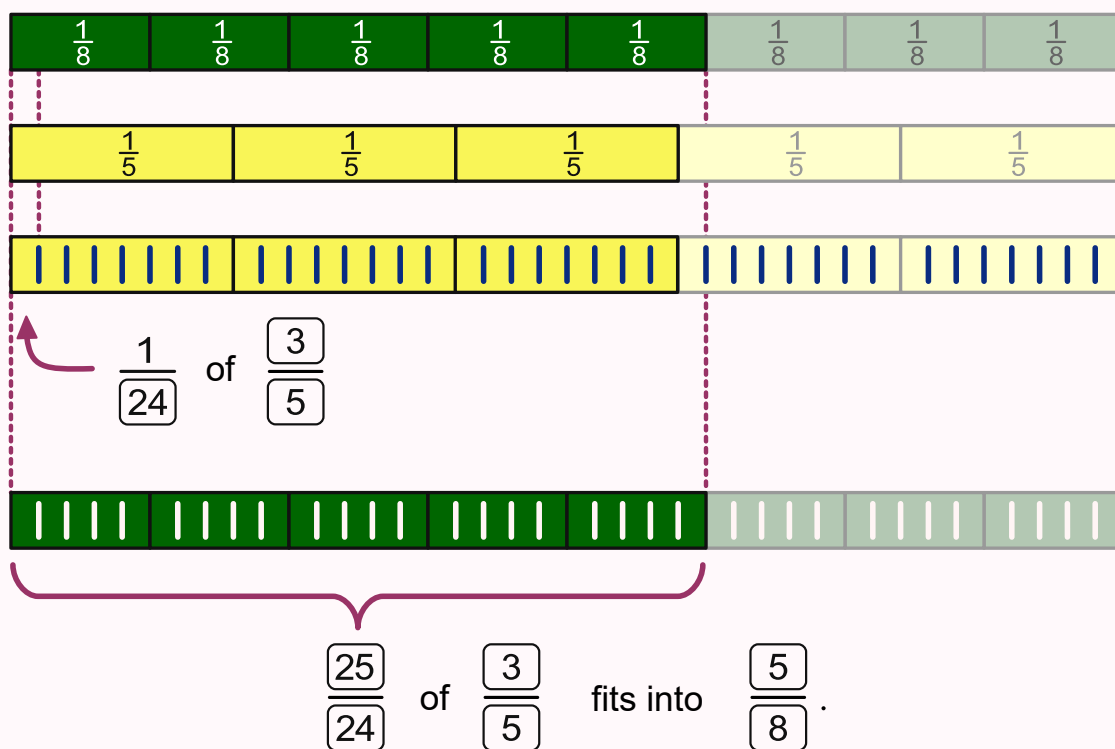 1/8 1/8 1/8 1/8 1/8 1/8 1/8 1/8
1/5 1/5 1/5 1/5 1/5
1/24 of 3/5
25/24 of 3/5 fits into 5/8 .